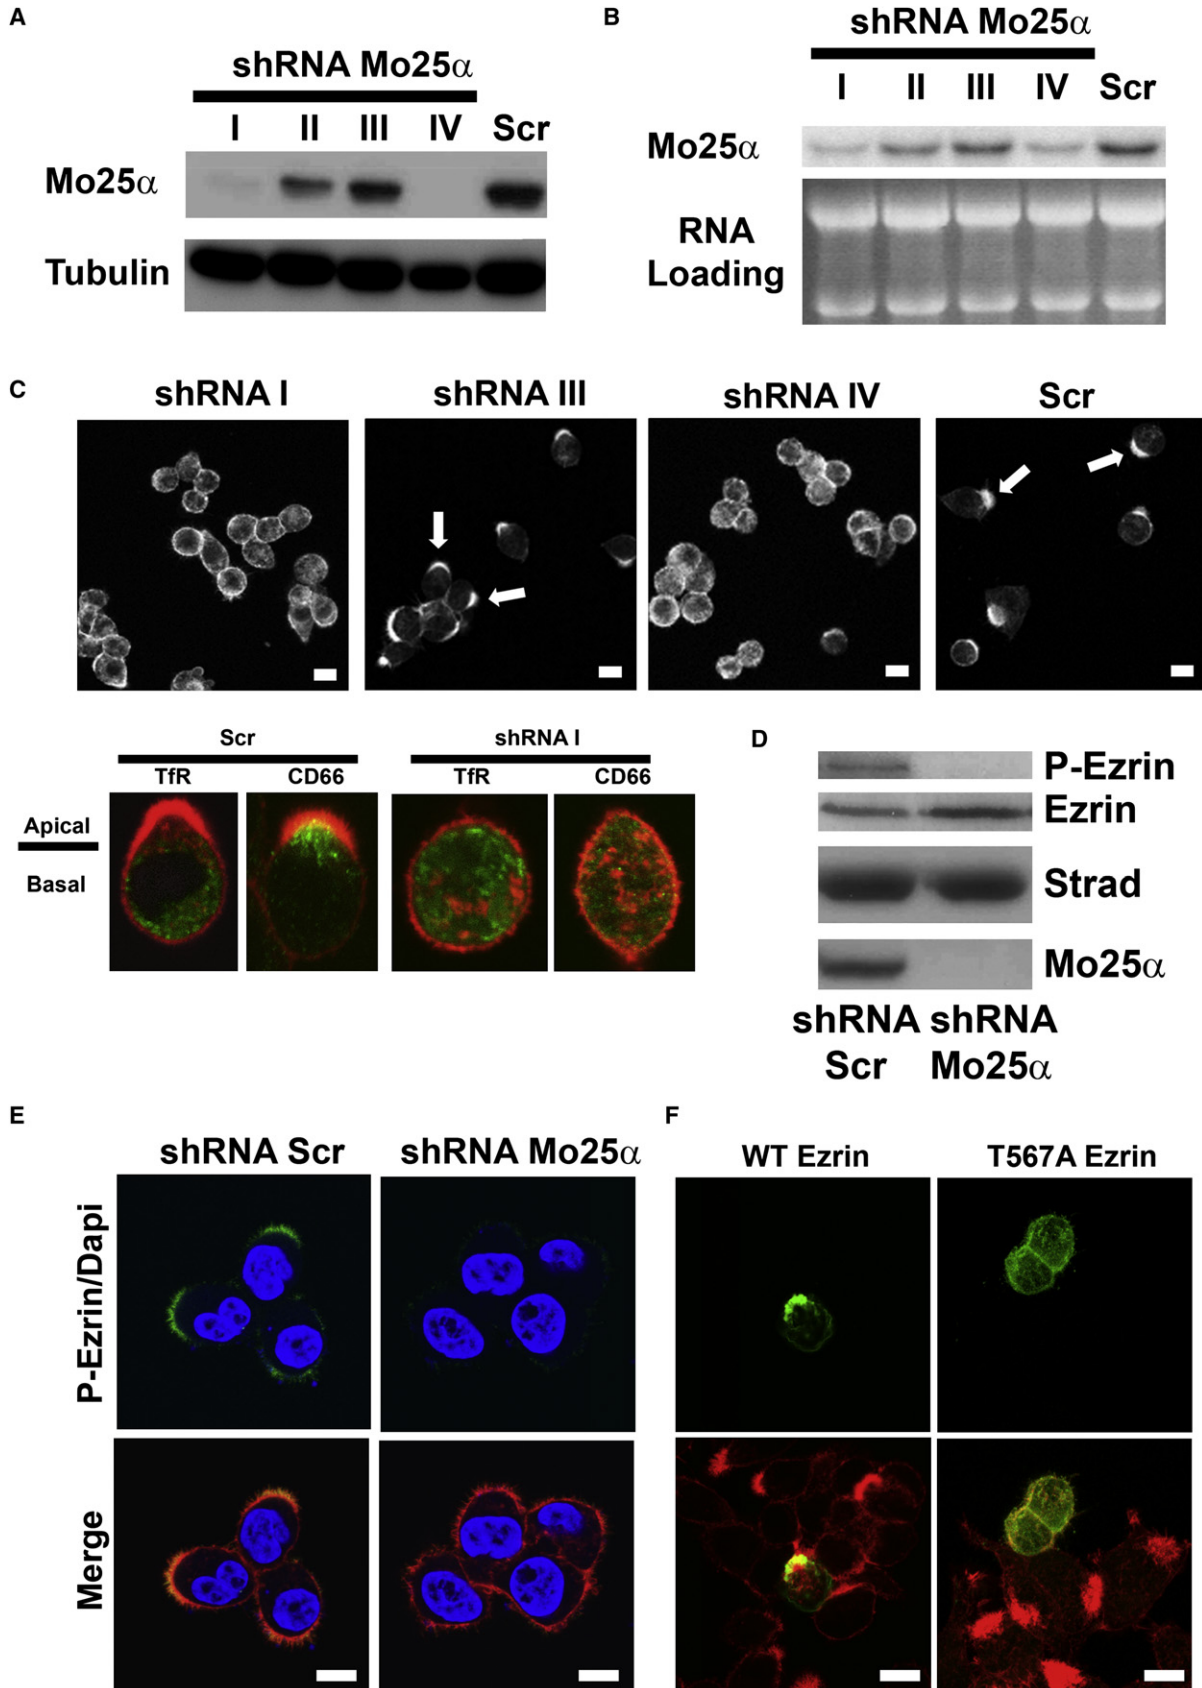 A
shRNA Mo25α
I II III IV Scr
Mo25α
Tubulin
B
shRNA Mo25α
I II III IV Scr
Mo25α
RNA
Loading
C
shRNA I shRNA III shRNA IV Scr
Scr shRNA I
TfR CD66 TfR CD66
Apical
Basal
D
P-Ezrin
Ezrin
Strad
Mo25α
shRNA shRNA
Scr Mo25α
E
shRNA Scr shRNA Mo25α
P-Ezrin/Dapi
Merge
F
WT Ezrin T567A Ezrin